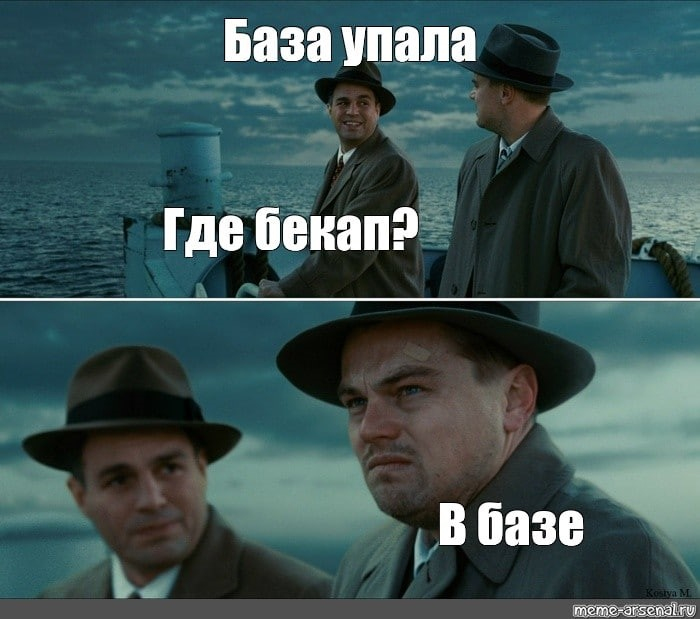 База упала
Где бекап?
В базе
Kostya M.
meme-arsenal.ru